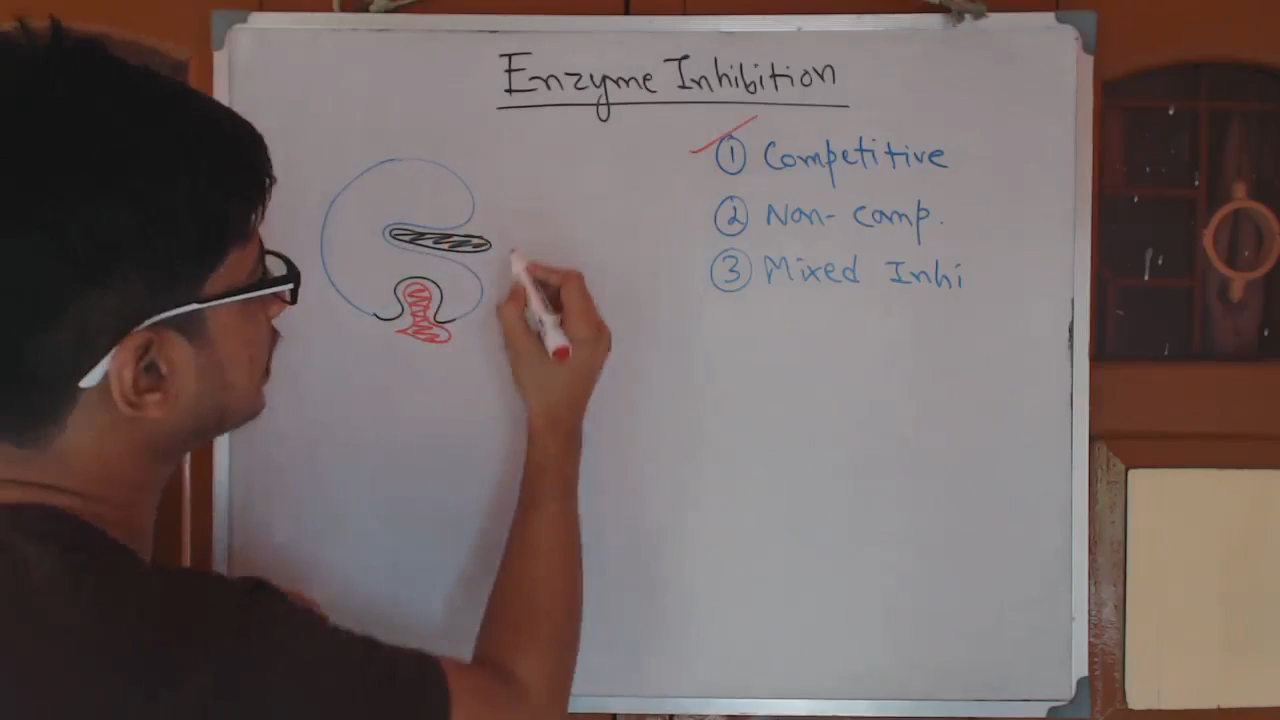 Enzyme Inhibition
① Competitive
② Non- comp.
③ Mixed Inhi